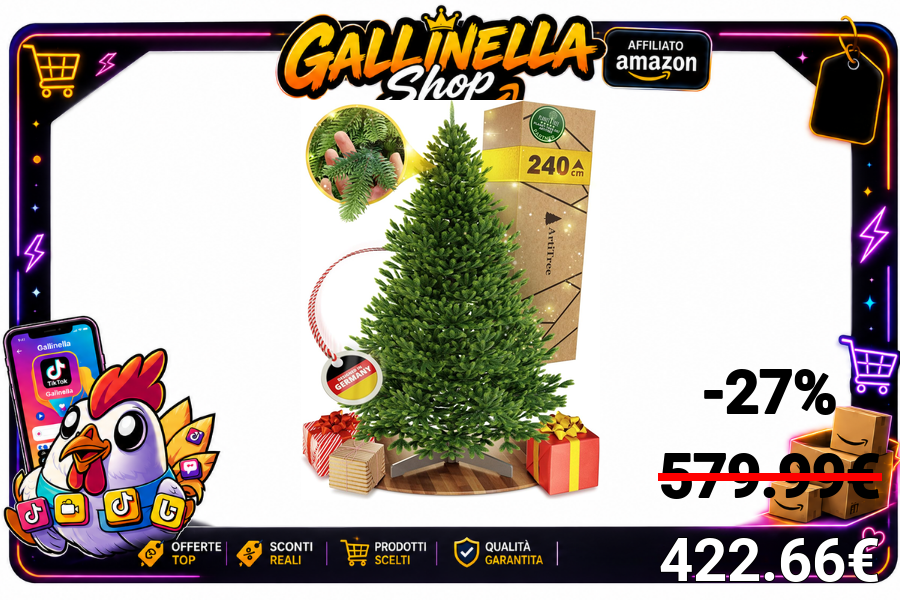 GALLINELLA
Shop
AFFILIATO
amazon
240 cm
ArtiTree
GERMANY
Gallinella
TikTok
Gallinella
-27%
579.99€
422.66€
OFFERTE
TOP
SCONTI
REALI
PRODOTTI
SCELTI
QUALITÀ
GARANTITA